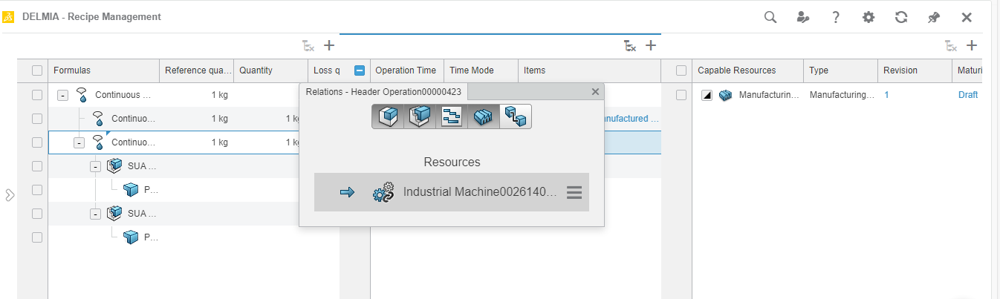 DELMIA - Recipe Management
Formulas
Reference qua...
Quantity
Loss q
Operation Time
Time Mode
Items
Capable Resources
Type
Revision
Maturi
Continuous ...
1 kg
Relations - Header Operation00000423
Manufacturin...
Manufacturing...
1
Draft
Continuo...
1 kg
1 kg
anufactured ...
Continuo...
1 kg
1 kg
Resources
SUA ...
P...
Industrial Machine0026140...
SUA ...
P...